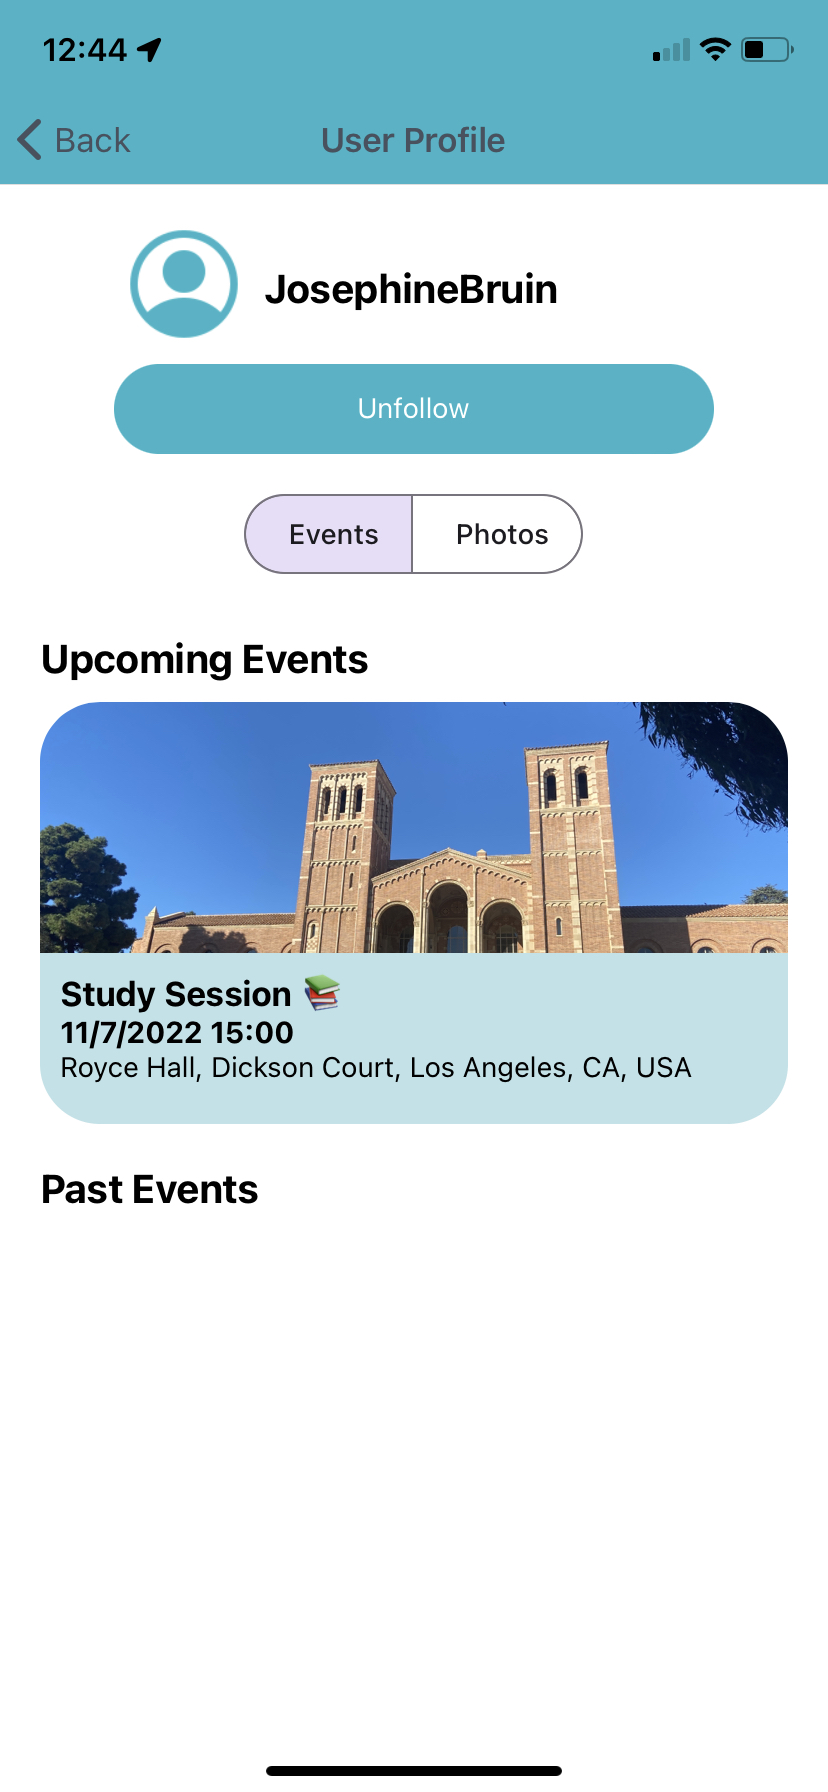 12:44
Back
User Profile
JosephineBruin
Unfollow
Events
Photos
Upcoming Events
Study Session 📚
11/7/2022 15:00
Royce Hall, Dickson Court, Los Angeles, CA, USA
Past Events